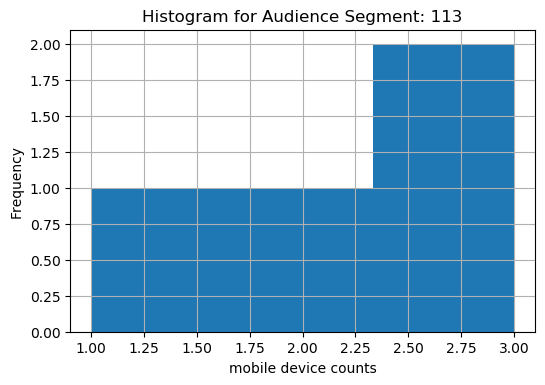 Histogram for Audience Segment: 113
2.00
1.75
1.50
1.25
1.00
0.75
0.50
0.25
0.00
Frequency
1.00 1.25 1.50 1.75 2.00 2.25 2.50 2.75 3.00
mobile device counts